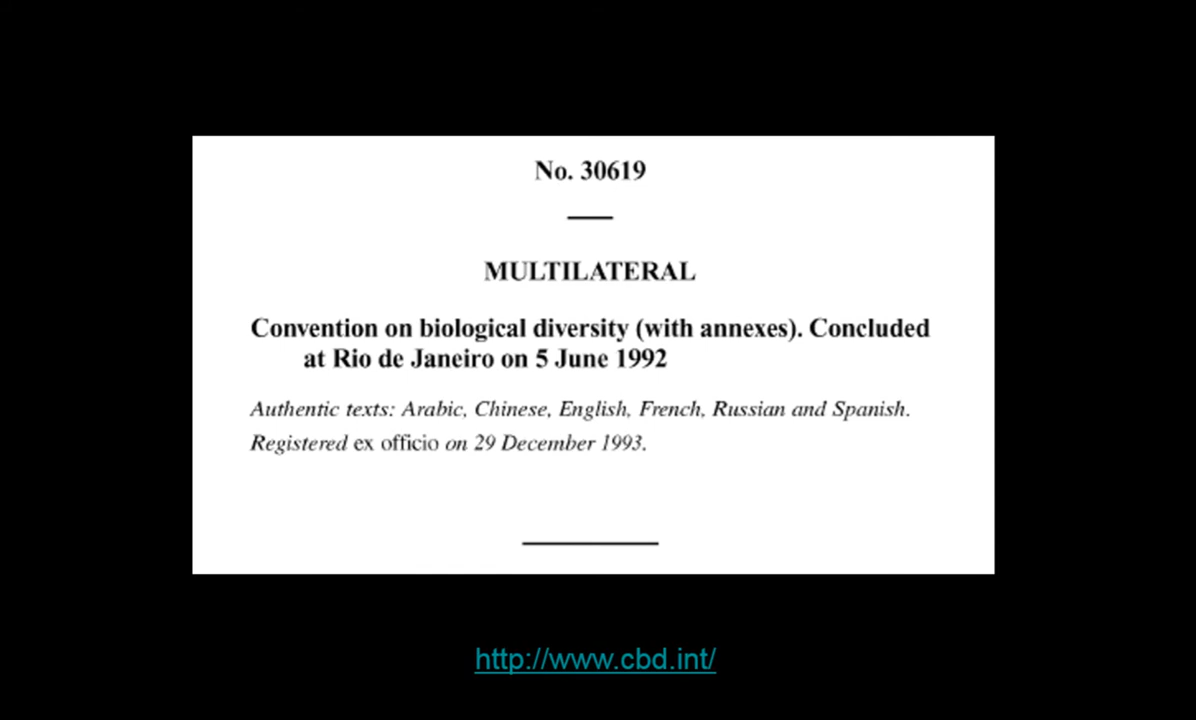 No. 30619
MULTILATERAL
Convention on biological diversity (with annexes). Concluded
at Rio de Janeiro on 5 June 1992
Authentic texts: Arabic, Chinese, English, French, Russian and Spanish.
Registered ex officio on 29 December 1993.
http://www.cbd.int/